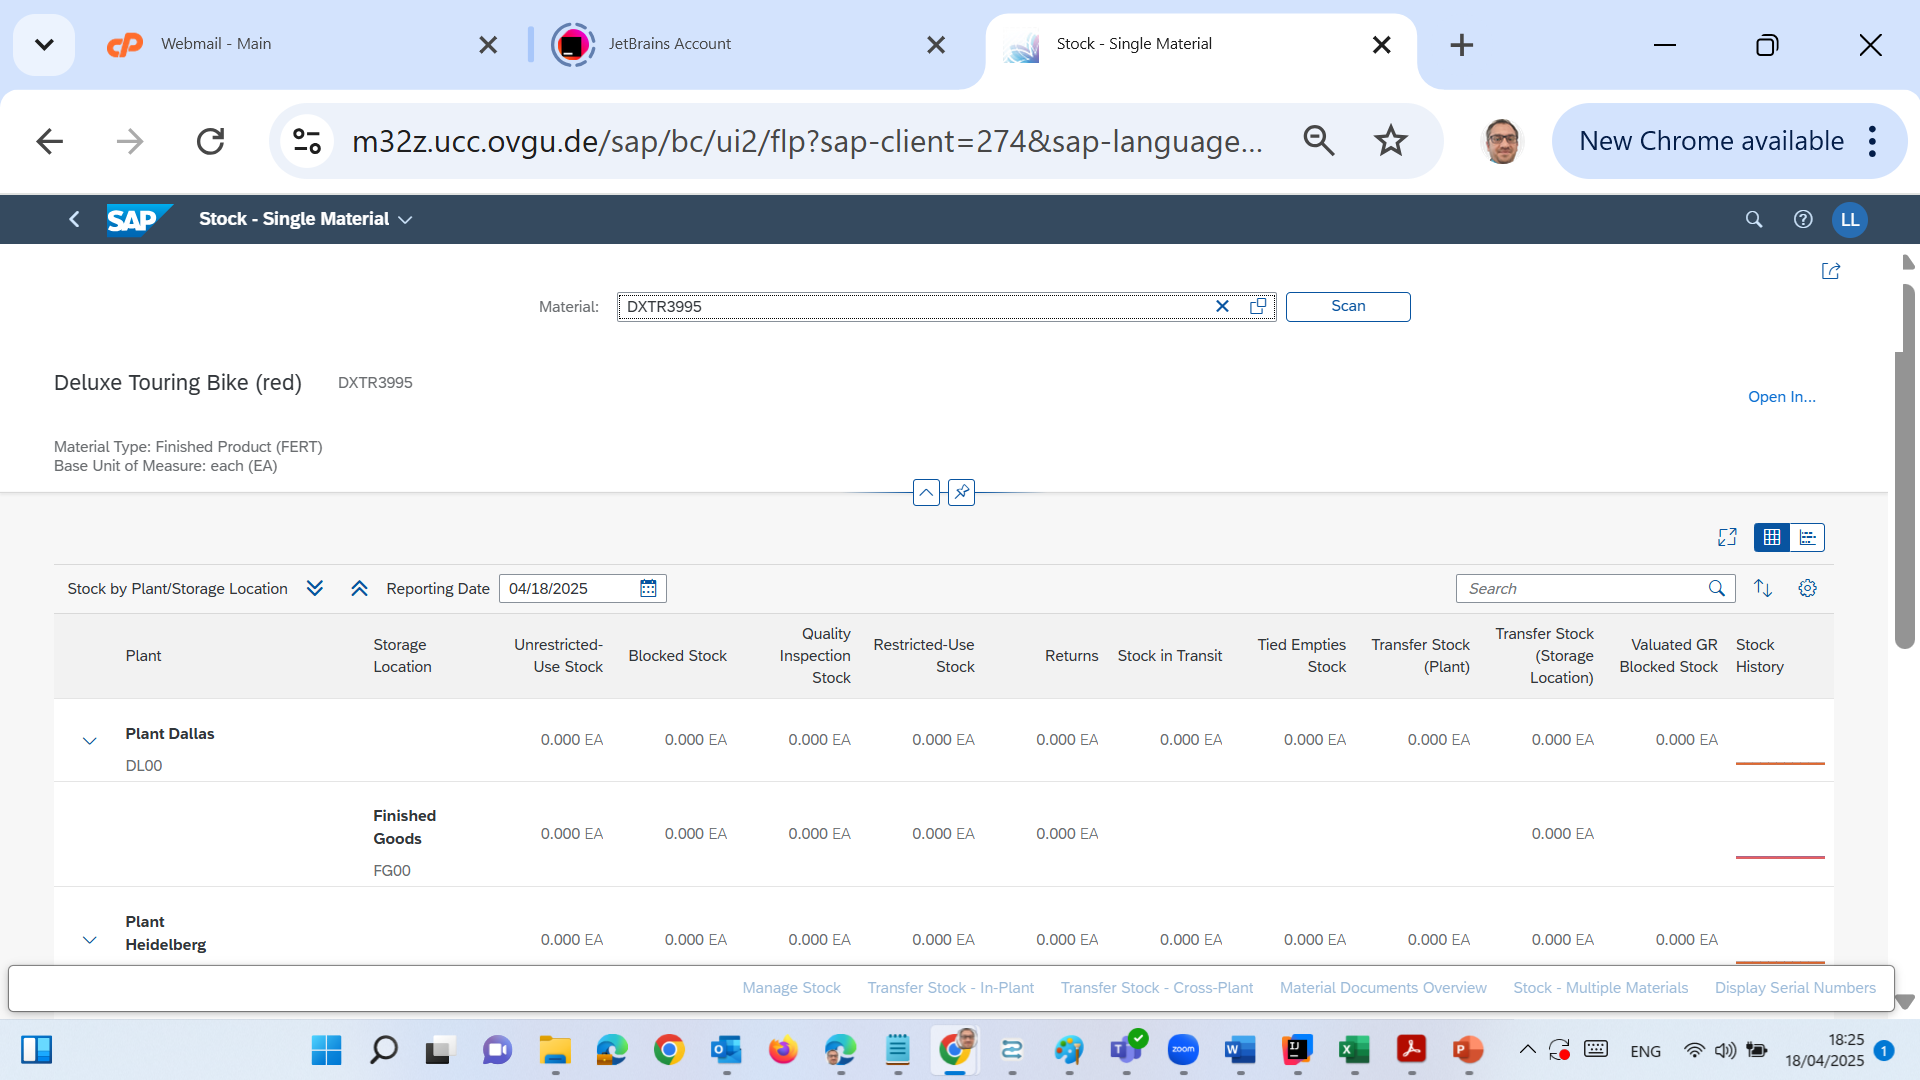 Webmail - Main
JetBrains Account
Stock - Single Material
m32z.ucc.ovgu.de/sap/bc/ui2/flp?sap-client=274&sap-language...
New Chrome available
SAP
Stock - Single Material
LL
Material:
DXTR3995
Scan
Deluxe Touring Bike (red)
DXTR3995
Open In...
Material Type: Finished Product (FERT)
Base Unit of Measure: each (EA)
Stock by Plant/Storage Location
Reporting Date
04/18/2025
Search
Plant
Storage
Location
Unrestricted-
Use Stock
Blocked Stock
Quality
Inspection
Stock
Restricted-Use
Stock
Returns
Stock in Transit
Tied Empties
Stock
Transfer Stock
(Plant)
Transfer Stock
(Storage
Location)
Valuated GR
Blocked Stock
Stock
History
Plant Dallas
DL00
0.000 EA 0.000 EA 0.000 EA 0.000 EA 0.000 EA 0.000 EA 0.000 EA 0.000 EA 0.000 EA 0.000 EA
Finished
Goods
FG00
0.000 EA 0.000 EA 0.000 EA 0.000 EA 0.000 EA 0.000 EA
Plant
Heidelberg
0.000 EA 0.000 EA 0.000 EA 0.000 EA 0.000 EA 0.000 EA 0.000 EA 0.000 EA 0.000 EA 0.000 EA
Manage Stock
Transfer Stock - In-Plant
Transfer Stock - Cross-Plant
Material Documents Overview
Stock - Multiple Materials
Display Serial Numbers
zoom
ENG
18:25
18/04/2025
1